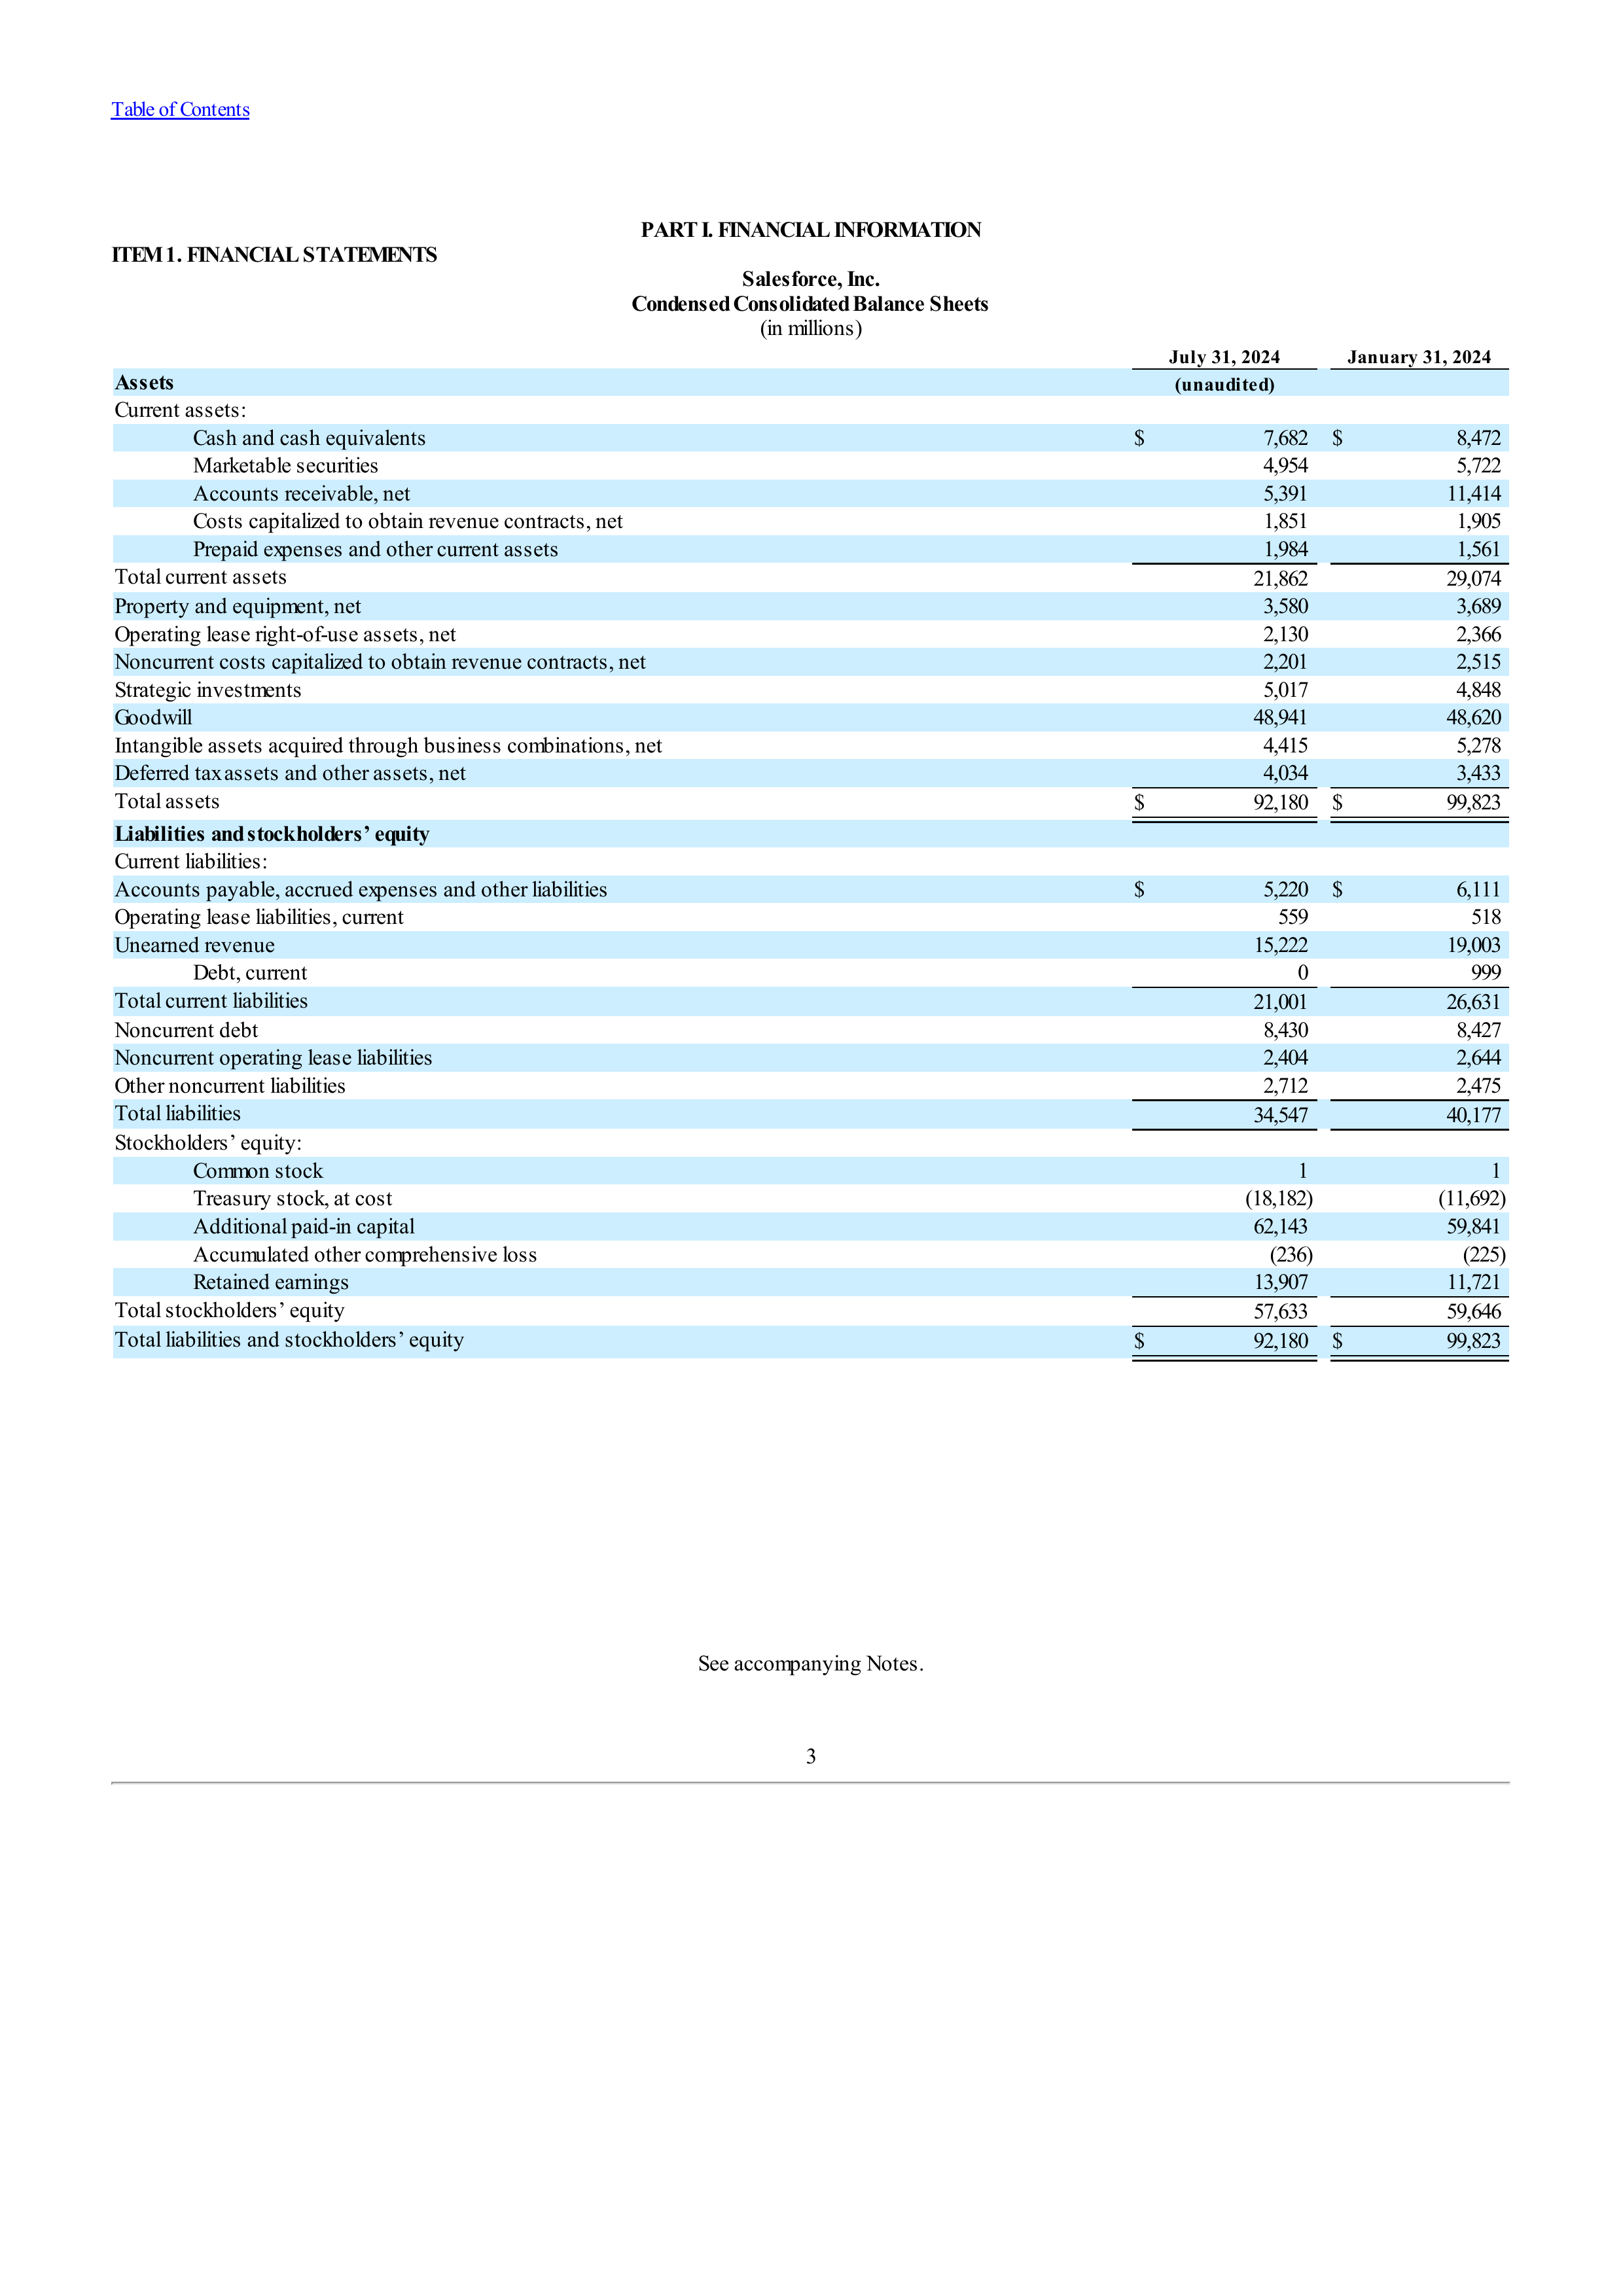 Table of Contents
PART I. FINANCIAL INFORMATION
ITEM 1. FINANCIAL STATEMENTS
Salesforce, Inc.
Condensed Consolidated Balance Sheets
(in millions)
July 31, 2024 January 31, 2024
Assets (unaudited)
Current assets:
Cash and cash equivalents $ 7,682 $ 8,472
Marketable securities 4,954 5,722
Accounts receivable, net 5,391 11,414
Costs capitalized to obtain revenue contracts, net 1,851 1,905
Prepaid expenses and other current assets 1,984 1,561
Total current assets 21,862 29,074
Property and equipment, net 3,580 3,689
Operating lease right-of-use assets, net 2,130 2,366
Noncurrent costs capitalized to obtain revenue contracts, net 2,201 2,515
Strategic investments 5,017 4,848
Goodwill 48,941 48,620
Intangible assets acquired through business combinations, net 4,415 5,278
Deferred tax assets and other assets, net 4,034 3,433
Total assets $ 92,180 $ 99,823
Liabilities and stockholders’ equity
Current liabilities:
Accounts payable, accrued expenses and other liabilities $ 5,220 $ 6,111
Operating lease liabilities, current 559 518
Unearned revenue 15,222 19,003
Debt, current 0 999
Total current liabilities 21,001 26,631
Noncurrent debt 8,430 8,427
Noncurrent operating lease liabilities 2,404 2,644
Other noncurrent liabilities 2,712 2,475
Total liabilities 34,547 40,177
Stockholders’ equity:
Common stock 1 1
Treasury stock, at cost (18,182) (11,692)
Additional paid-in capital 62,143 59,841
Accumulated other comprehensive loss (236) (225)
Retained earnings 13,907 11,721
Total stockholders’ equity 57,633 59,646
Total liabilities and stockholders’ equity $ 92,180 $ 99,823
See accompanying Notes.
3